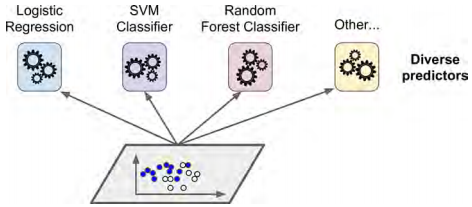 Logistic
Regression
SVM
Classifier
Random
Forest Classifier
Other...
Diverse
predictors